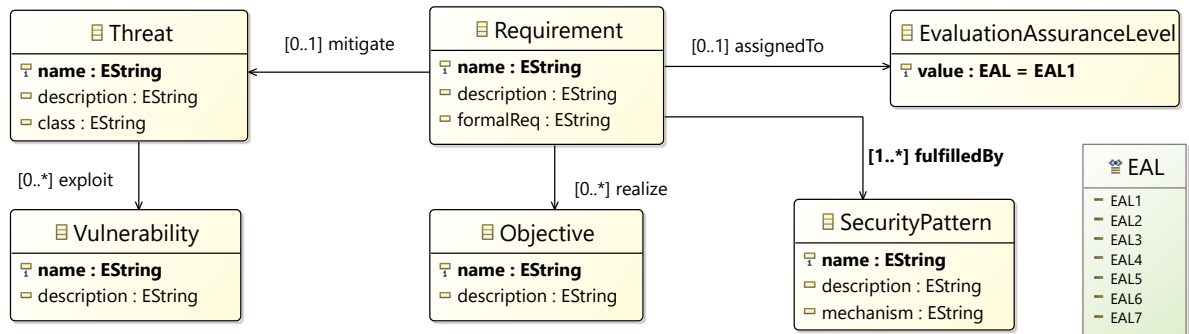 Threat
name : EString
description : EString
class : EString
[0..1] mitigate
Requirement
name : EString
description : EString
formalReq : EString
[0..1] assignedTo
EvaluationAssuranceLevel
value : EAL = EAL1
[0..*] exploit
[0..*] realize
[1..*] fulfilledBy
Vulnerability
name : EString
description : EString
Objective
name : EString
description : EString
SecurityPattern
name : EString
description : EString
mechanism : EString
EAL
EAL1
EAL2
EAL3
EAL4
EAL5
EAL6
EAL7